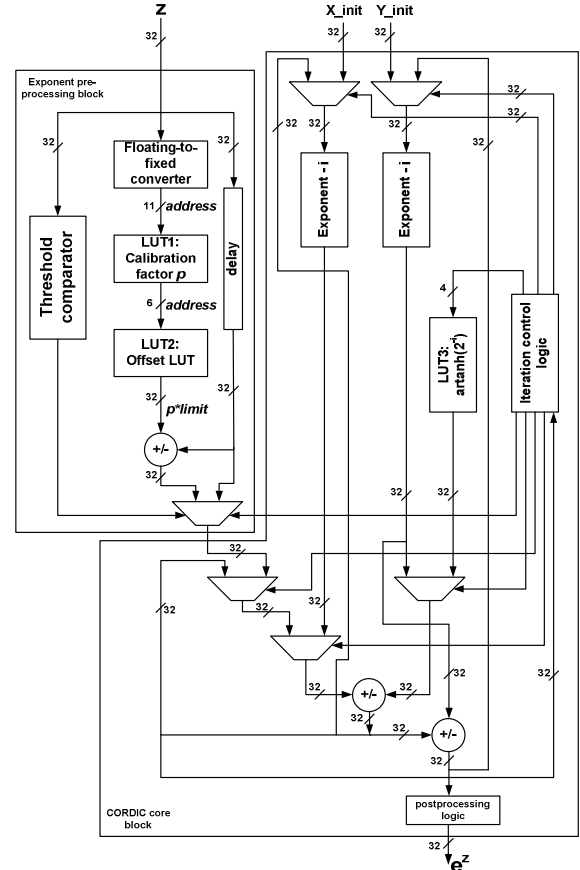 z
X_init
Y_init
32
32
32
Exponent pre-
processing block
32
32
32
32
32
32
32
32
32
Floating-to-
fixed
converter
11
address
Threshold
comparator
LUT1:
Calibration
factor p
delay
Exponent - i
Exponent - i
6
address
4
LUT2:
Offset LUT
LUT3:
artanh(2⁻ⁱ)
Iteration control
logic
32
p*limit
32
+/-
32
32
32
32
32
32
32
32
32
32
32
+/-
32
32
+/-
32
postprocessing
logic
CORDIC core
block
32
e^z